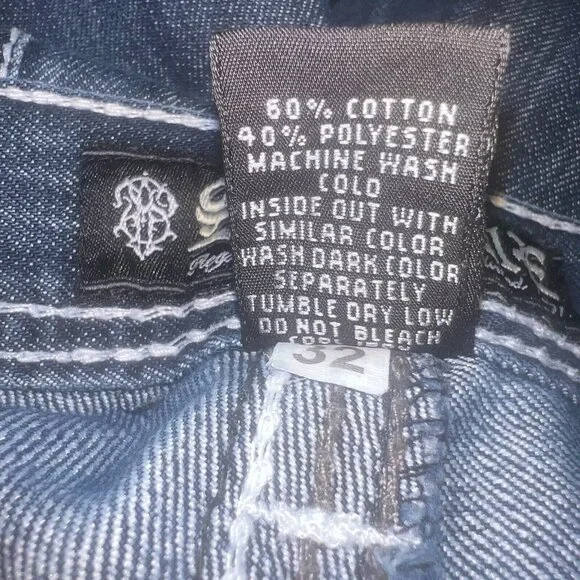 60% COTTON
40% POLYESTER
MACHINE WASH
COLD
INSIDE OUT WITH
SIMILAR COLOR
WASH DARK COLOR
SEPARATELY
TUMBLE DRY LOW
DO NOT BLEACH
32